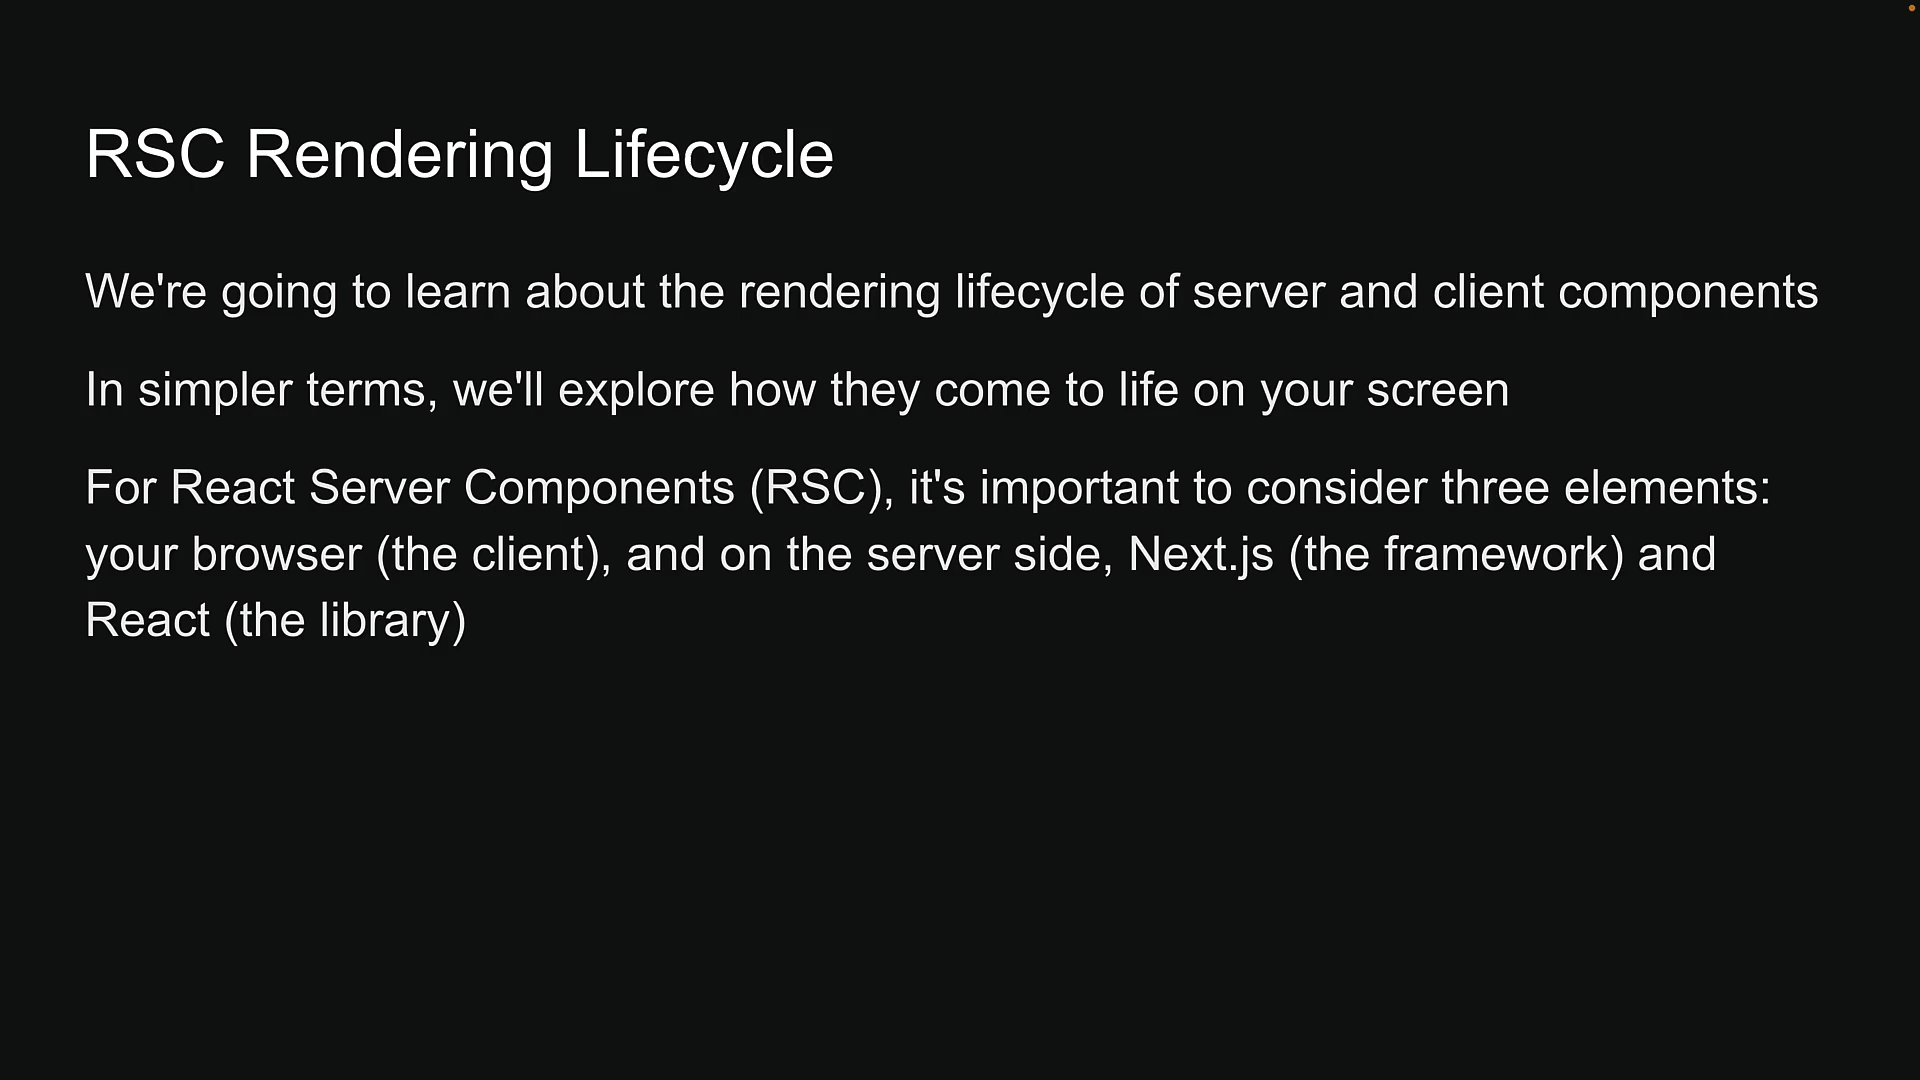 RSC Rendering Lifecycle
We're going to learn about the rendering lifecycle of server and client components
In simpler terms, we'll explore how they come to life on your screen
For React Server Components (RSC), it's important to consider three elements:
your browser (the client), and on the server side, Next.js (the framework) and
React (the library)